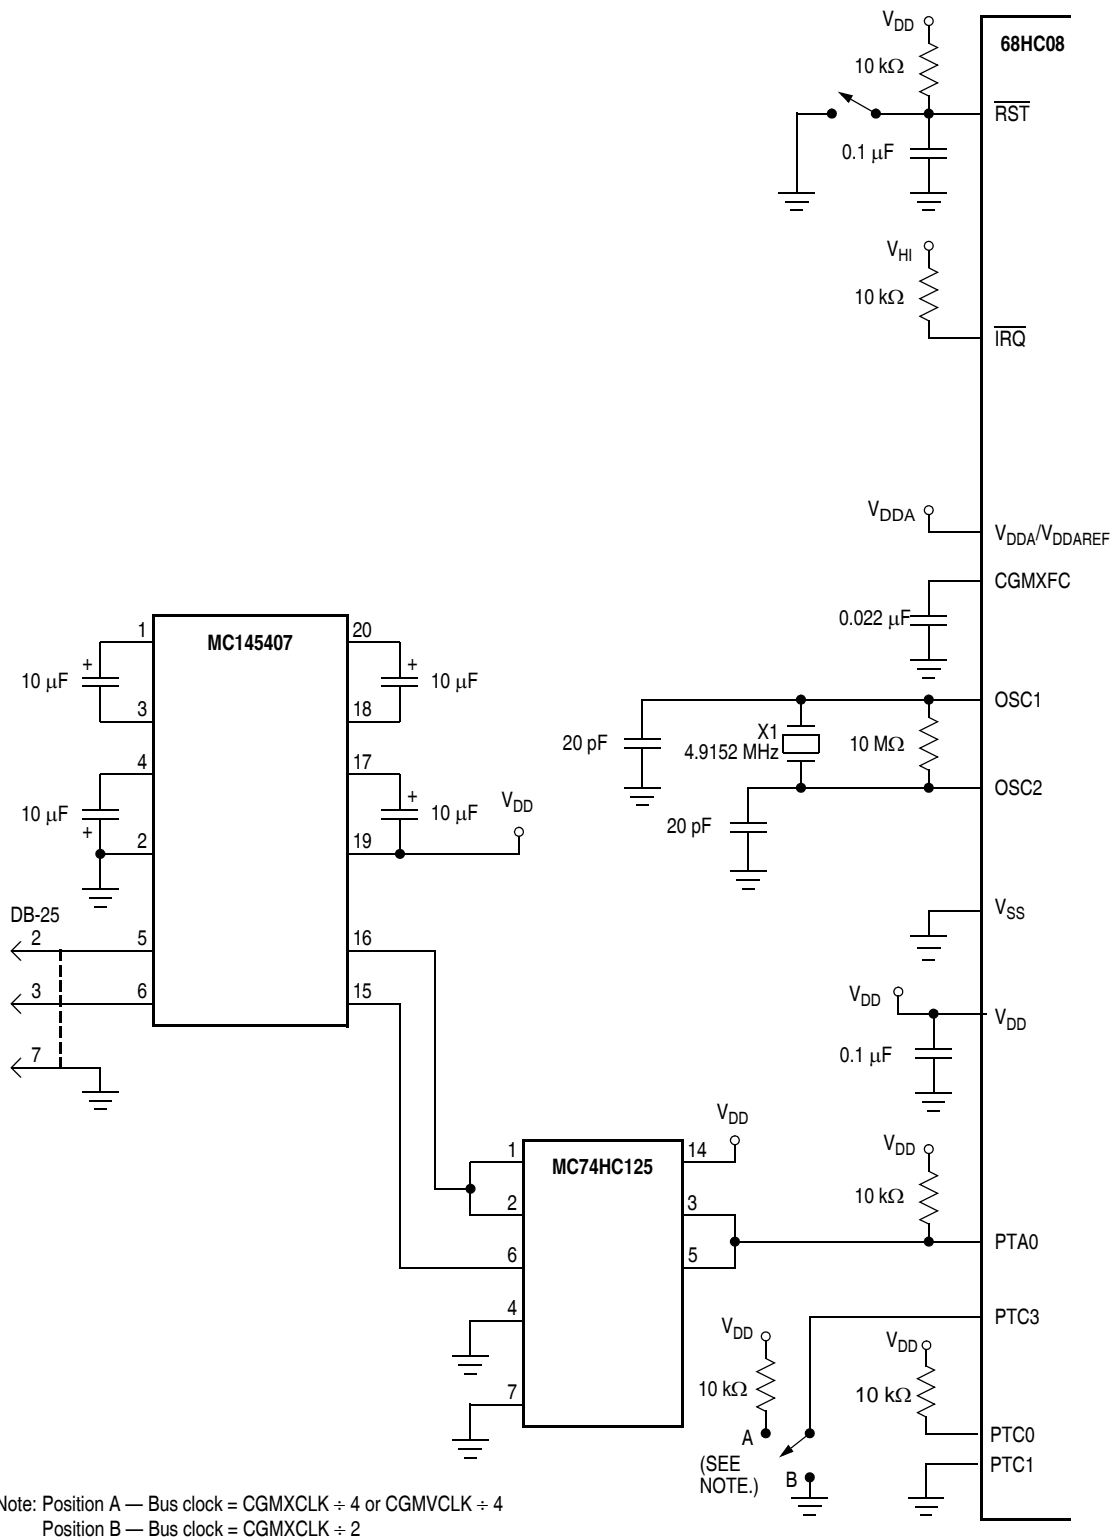 VDD
68HC08
10 kΩ
RST
0.1 µF
VHI
10 kΩ
IRQ
VDDA
VDDA/VDDAREF
CGMXFC
0.022 µF
MC145407
1
20
10 µF
10 µF
3
18
4
17
10 µF
10 µF
VDD
2
19
OSC1
X1
4.9152 MHz
20 pF
10 MΩ
OSC2
20 pF
DB-25
2
5
16
3
6
15
7
VSS
VDD
VDD
0.1 µF
VDD
MC74HC125
1
14
2
3
6
5
4
7
VDD
10 kΩ
PTA0
PTC3
VDD
10 kΩ
VDD
10 kΩ
A
PTC0
(SEE
NOTE.)
B
PTC1
Note: Position A — Bus clock = CGMXCLK ÷ 4 or CGMVCLK ÷ 4
Position B — Bus clock = CGMXCLK ÷ 2